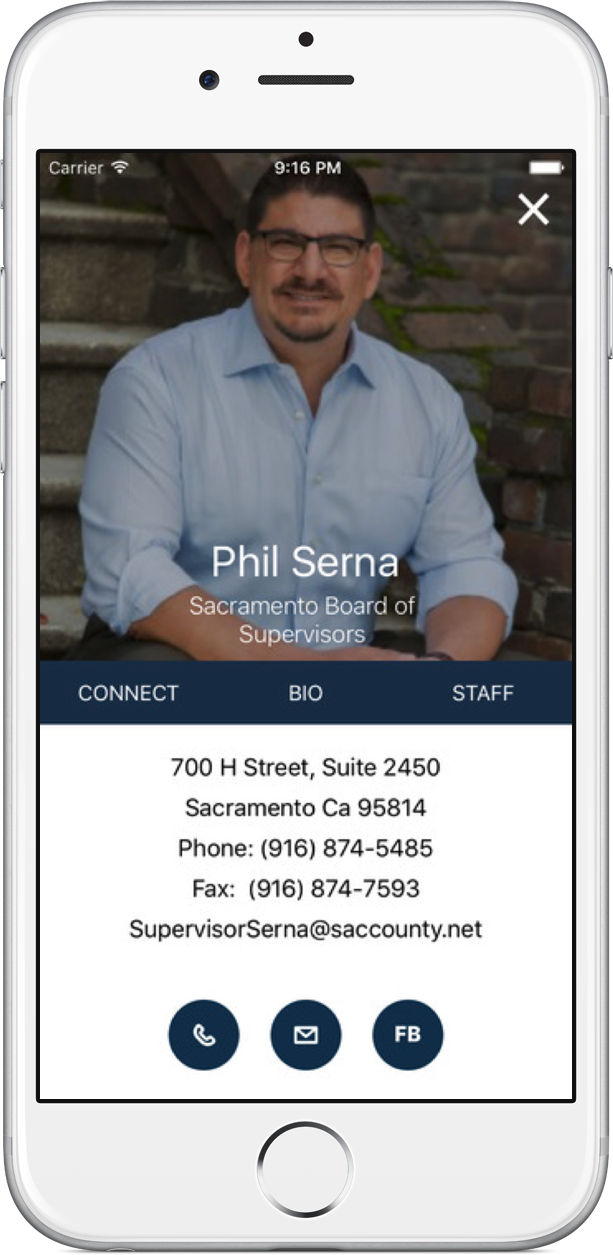 Carrier 9:16 PM
Phil Serna
Sacramento Board of
Supervisors
CONNECT BIO STAFF
700 H Street, Suite 2450
Sacramento Ca 95814
Phone: (916) 874-5485
Fax:  (916) 874-7593
SupervisorSerna@saccounty.net
FB